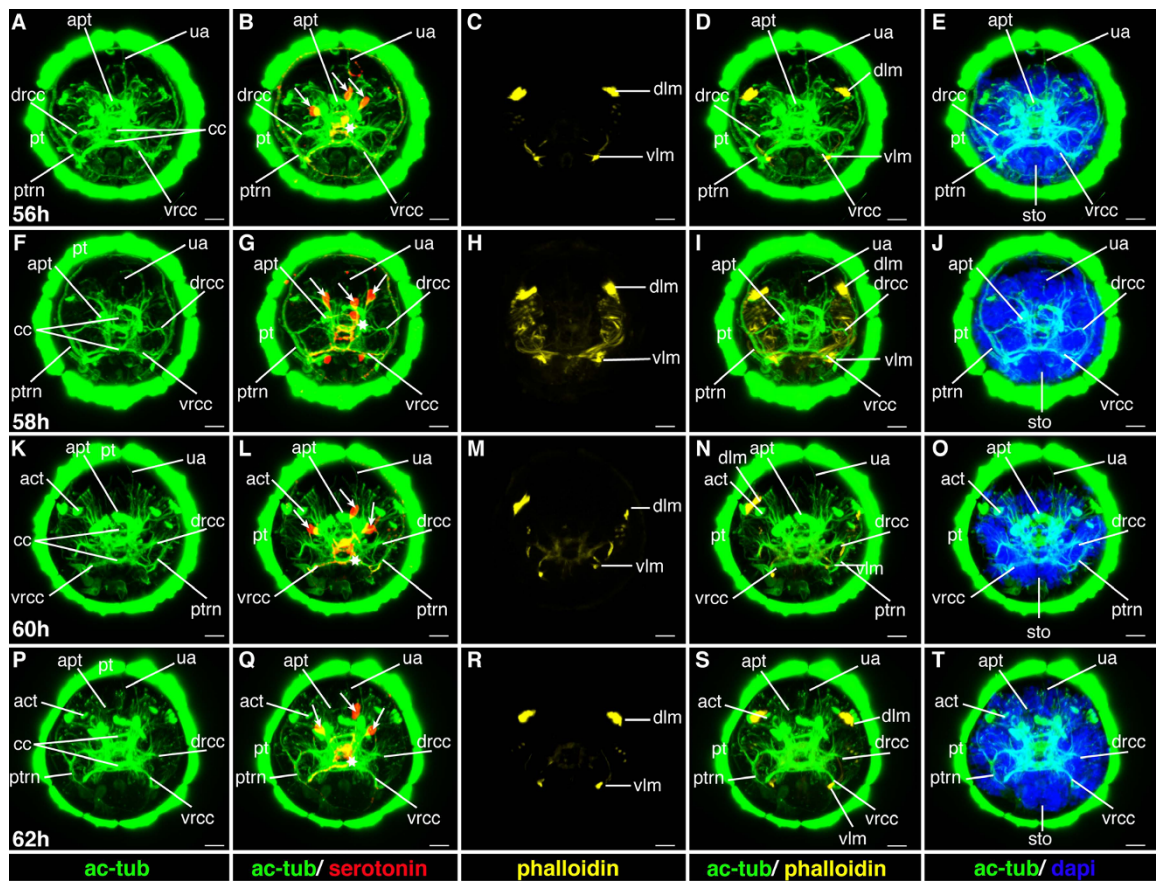 A apt ua drcc pt cc ptrn vrcc 56h
B apt ua drcc pt ptrn vrcc
C dlm vlm
D apt ua dlm drcc pt vlm ptrn vrcc
E apt ua drcc pt ptrn vrcc sto
F pt apt ua drcc cc pt ptrn vrcc 58h
G apt ua drcc pt ptrn vrcc
H dlm vlm
I apt ua dlm drcc pt vlm ptrn vrcc
J apt ua drcc pt ptrn vrcc sto
K apt pt ua act drcc cc pt vrcc ptrn 60h
L apt ua act drcc pt vrcc ptrn
M dlm vlm
N dlm apt ua act drcc pt vlm vrcc ptrn
O apt ua act drcc pt vrcc ptrn sto
P apt pt ua act cc drcc pt ptrn vrcc 62h
Q apt ua act drcc pt ptrn vrcc
R dlm vlm
S apt ua act dlm drcc pt ptrn vrcc vlm
T apt ua act drcc pt ptrn vrcc sto
ac-tub
ac-tub/ serotonin
phalloidin
ac-tub/ phalloidin
ac-tub/ dapi